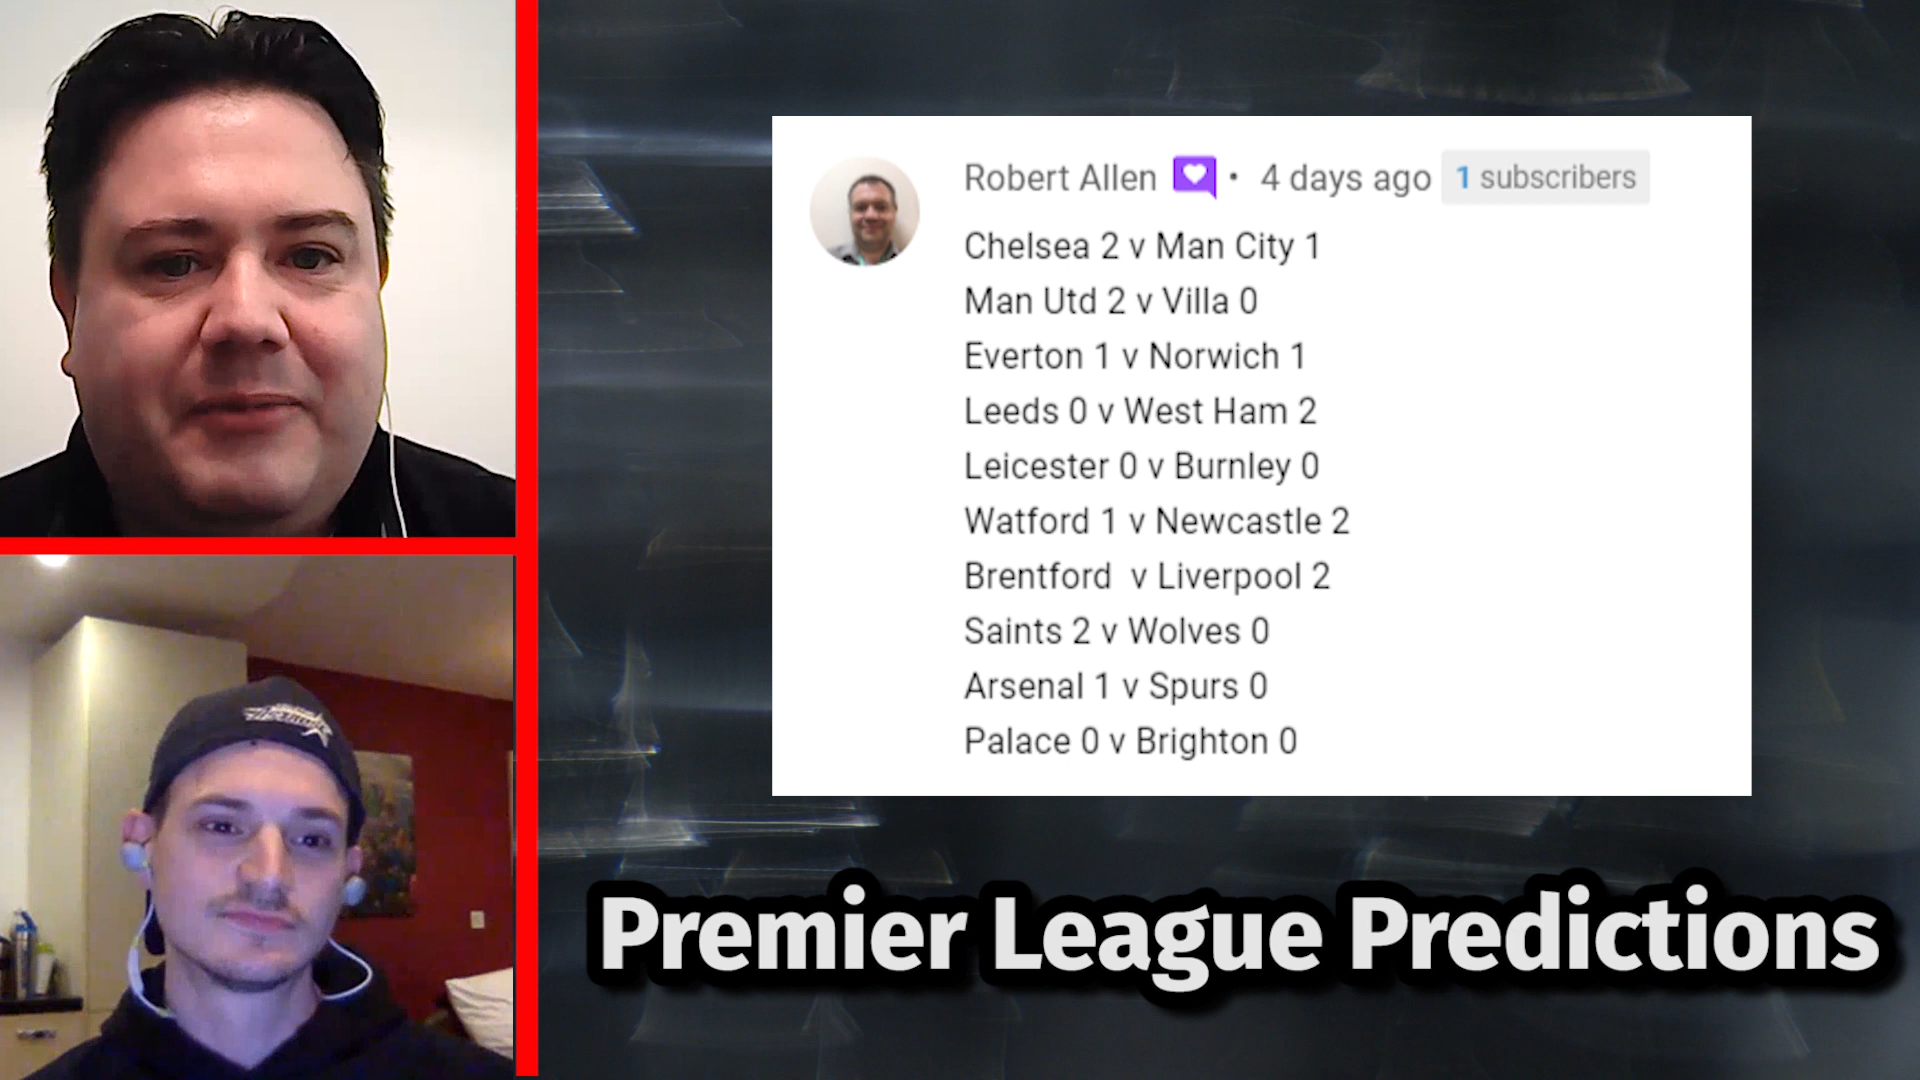 Robert Allen • 4 days ago 1 subscribers
Chelsea 2 v Man City 1
Man Utd 2 v Villa 0
Everton 1 v Norwich 1
Leeds 0 v West Ham 2
Leicester 0 v Burnley 0
Watford 1 v Newcastle 2
Brentford v Liverpool 2
Saints 2 v Wolves 0
Arsenal 1 v Spurs 0
Palace 0 v Brighton 0
Premier League Predictions